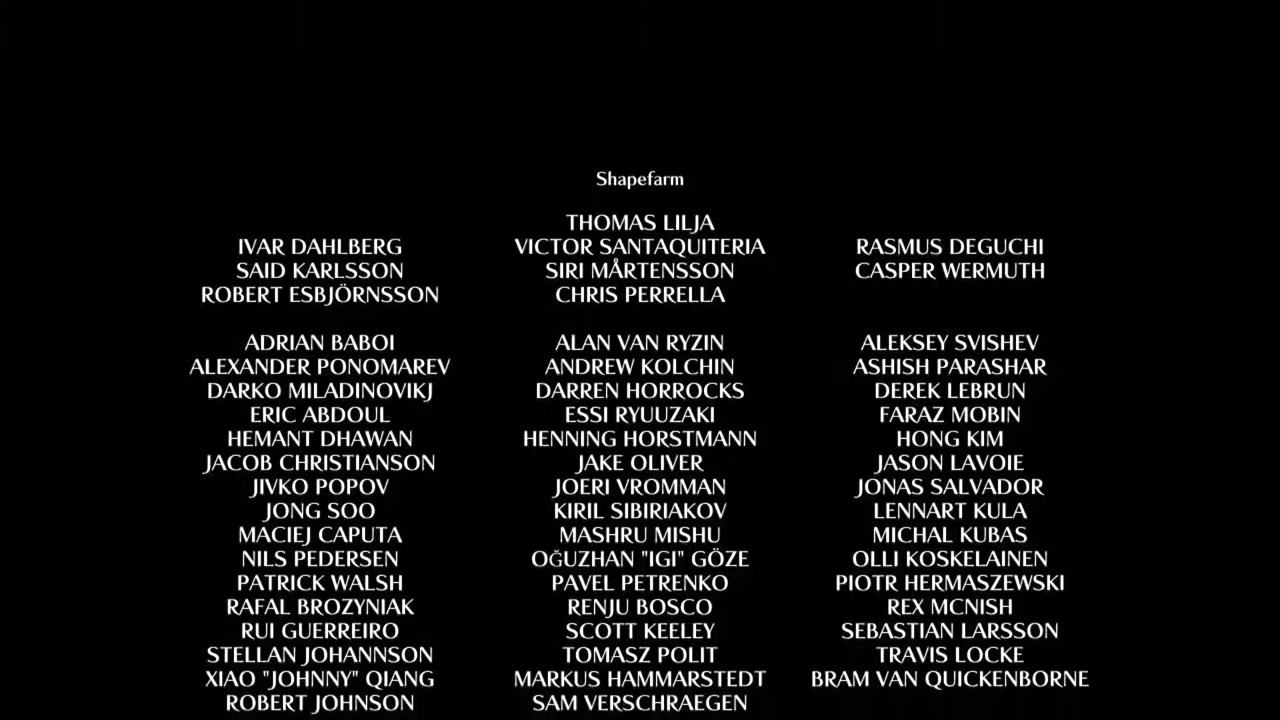 Shapefarm
THOMAS LILJA
IVAR DAHLBERG VICTOR SANTAQUITERIA RASMUS DEGUCHI
SAID KARLSSON SIRI MÅRTENSSON CASPER WERMUTH
ROBERT ESBJÖRNSSON CHRIS PERRELLA
ADRIAN BABOI ALAN VAN RYZIN ALEKSEY SVISHEV
ALEXANDER PONOMAREV ANDREW KOLCHIN ASHISH PARASHAR
DARKO MILADINOVIKJ DARREN HORROCKS DEREK LEBRUN
ERIC ABDOUL ESSI RYUUZAKI FARAZ MOBIN
HEMANT DHAWAN HENNING HORSTMANN HONG KIM
JACOB CHRISTIANSON JAKE OLIVER JASON LAVOIE
JIVKO POPOV JOERI VROMMAN JONAS SALVADOR
JONG SOO KIRIL SIBIRIAKOV LENNART KULA
MACIEJ CAPUTA MASHRU MISHU MICHAL KUBAS
NILS PEDERSEN OĞUZHAN "IGI" GÖZE OLLI KOSKELAINEN
PATRICK WALSH PAVEL PETRENKO PIOTR HERMASZEWSKI
RAFAL BROZYNIAK RENJU BOSCO REX MCNISH
RUI GUERREIRO SCOTT KEELEY SEBASTIAN LARSSON
STELLAN JOHANNSON TOMASZ POLIT TRAVIS LOCKE
XIAO "JOHNNY" QIANG MARKUS HAMMARSTEDT BRAM VAN QUICKENBORNE
ROBERT JOHNSON SAM VERSCHRAEGEN